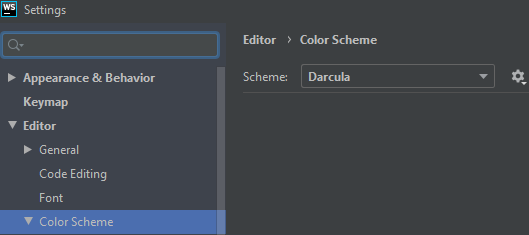 WS Settings
Editor › Color Scheme
Scheme: Darcula
Appearance & Behavior
Keymap
Editor
General
Code Editing
Font
Color Scheme